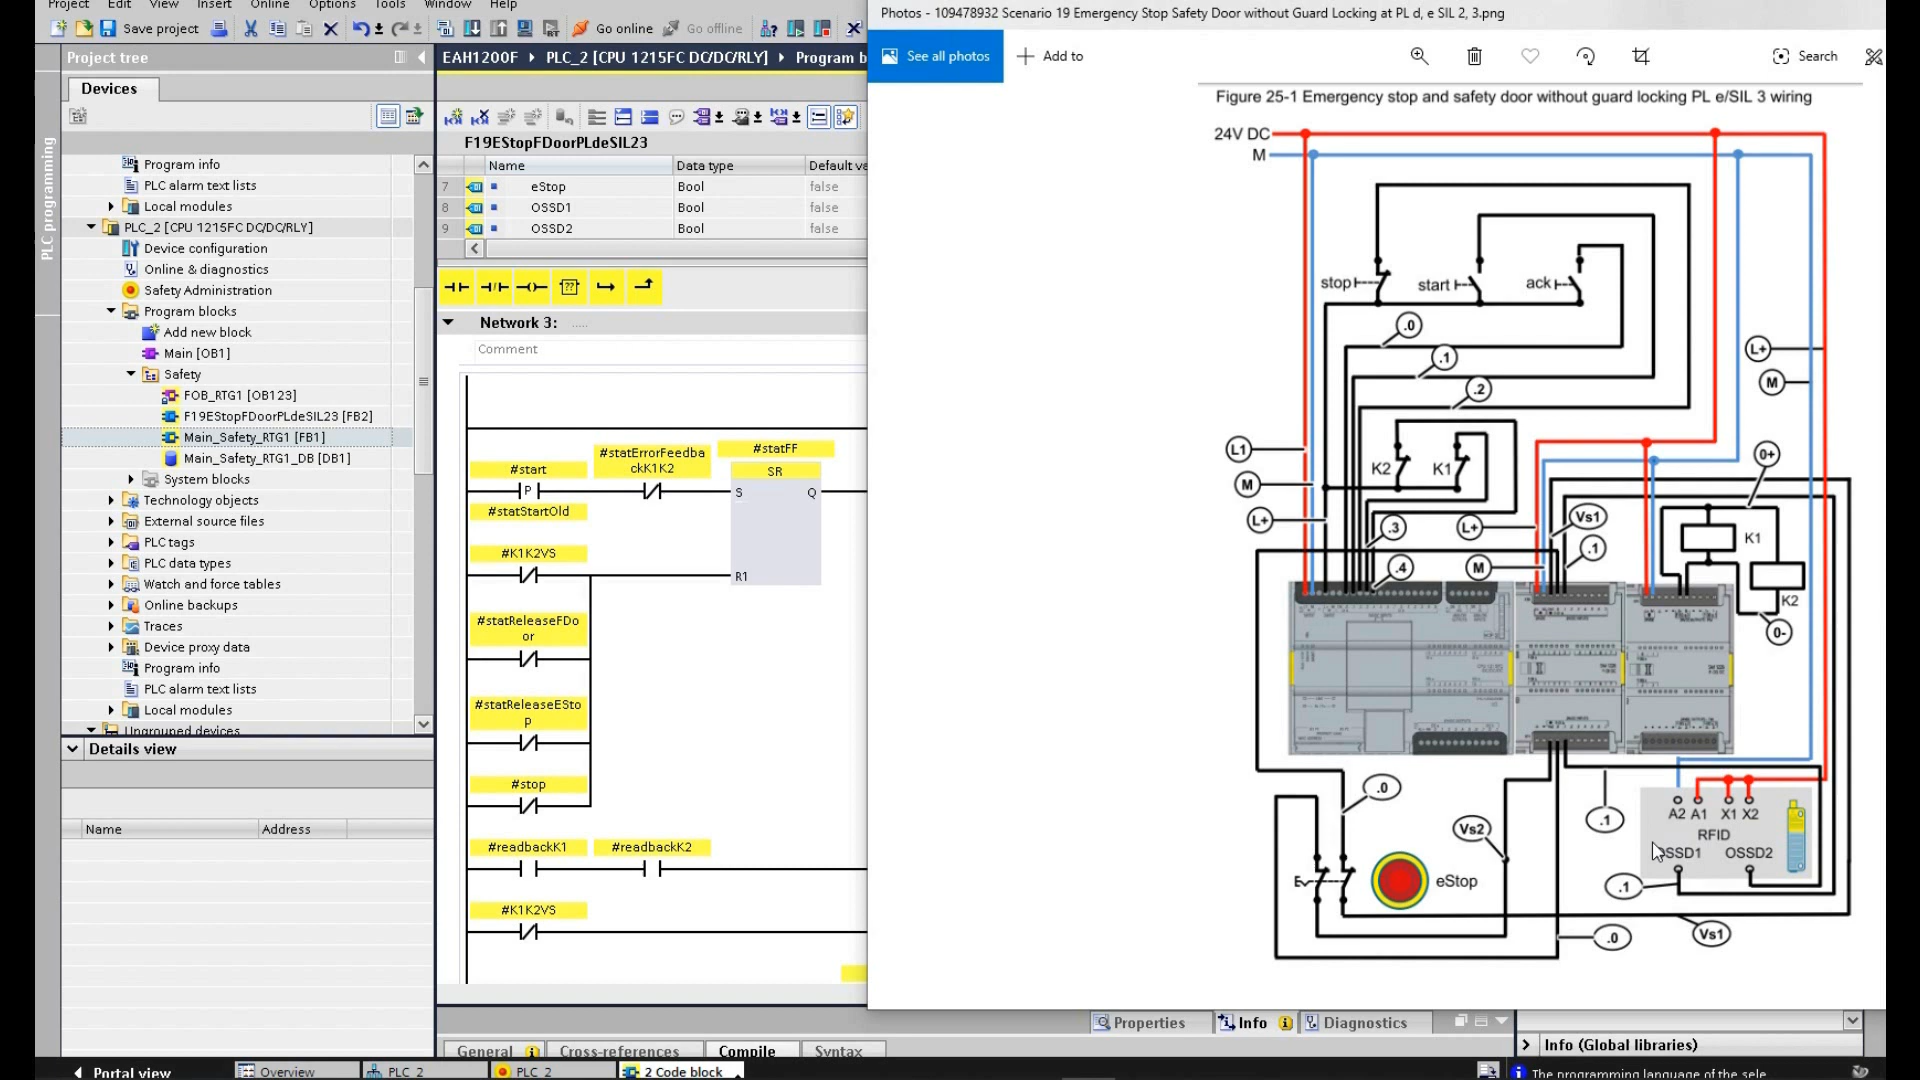 Project Edit View Insert Online Options Tools Window Help
Photos - 109478932 Scenario 19 Emergency Stop Safety Door without Guard Locking at PL d, e SIL 2, 3.png
Save project
Go online
Go offline
See all photos
Add to
Search
Project tree
EAH1200F PLC_2 [CPU 1215FC DC/DC/RLY] Program b
Devices
PLC programming
Program info
PLC alarm text lists
Local modules
PLC_2 [CPU 1215FC DC/DC/RLY]
Device configuration
Online & diagnostics
Safety Administration
Program blocks
Add new block
Main [OB1]
Safety
FOB_RTG1 [OB123]
F19EStopFDoorPLdeSIL23 [FB2]
Main_Safety_RTG1 [FB1]
Main_Safety_RTG1_DB [DB1]
System blocks
Technology objects
External source files
PLC tags
PLC data types
Watch and force tables
Online backups
Traces
Device proxy data
Program info
PLC alarm text lists
Local modules
Ungrouped devices
Details view
Name Address
F19EStopFDoorPLdeSIL23
Name Data type Default va
7 eStop Bool false
8 OSSD1 Bool false
9 OSSD2 Bool false
Network 3: .....
Comment
#start
#statErrorFeedba
ckK1K2
#statFF
SR
P
S Q
#statStartOld
#K1K2VS
R1
#statReleaseFDo
or
#statReleaseESto
p
#stop
#readbackK1 #readbackK2
#K1K2VS
Figure 25-1 Emergency stop and safety door without guard locking PL e/SIL 3 wiring
24V DC
M
stop
start
ack
.0
.1
.2
L+
M
L1
M
L+
K2 K1
0+
L+
Vs1
.3
.1
K1
.4
M
K2
0-
.0
Vs2
.1
A2 A1 X1 X2
RFID
OSSD1 OSSD2
E
eStop
.1
.0
Vs1
Properties
Info
Diagnostics
General
Cross-references
Compile
Syntax
Info (Global libraries)
Portal view
Overview
PLC_2
PLC_2
2 Code block
The programming language of the sele